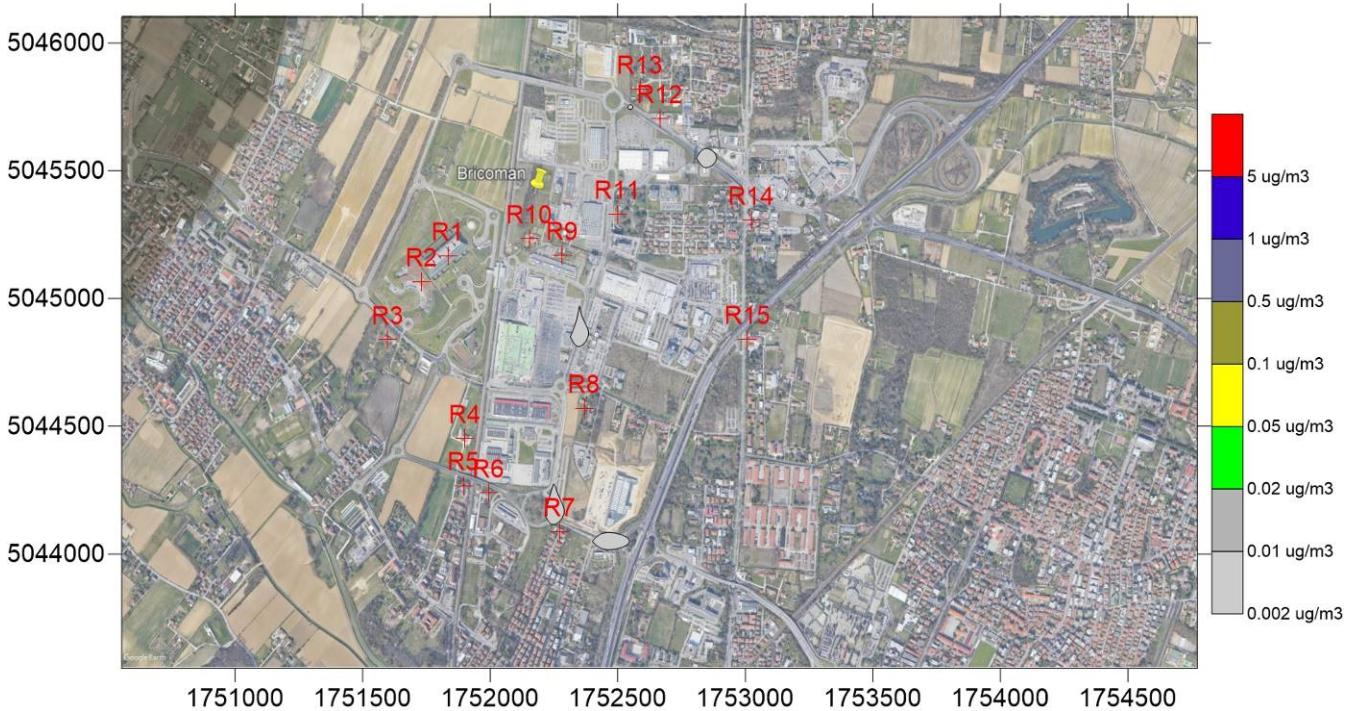 5046000
5045500
5045000
5044500
5044000
R13
R12
Bricoman
R11
R14
R10
R9
R1
R2
R3
R15
R8
R4
R5
R6
R7
Google Earth
1751000
1751500
1752000
1752500
1753000
1753500
1754000
1754500
5 ug/m3
1 ug/m3
0.5 ug/m3
0.1 ug/m3
0.05 ug/m3
0.02 ug/m3
0.01 ug/m3
0.002 ug/m3